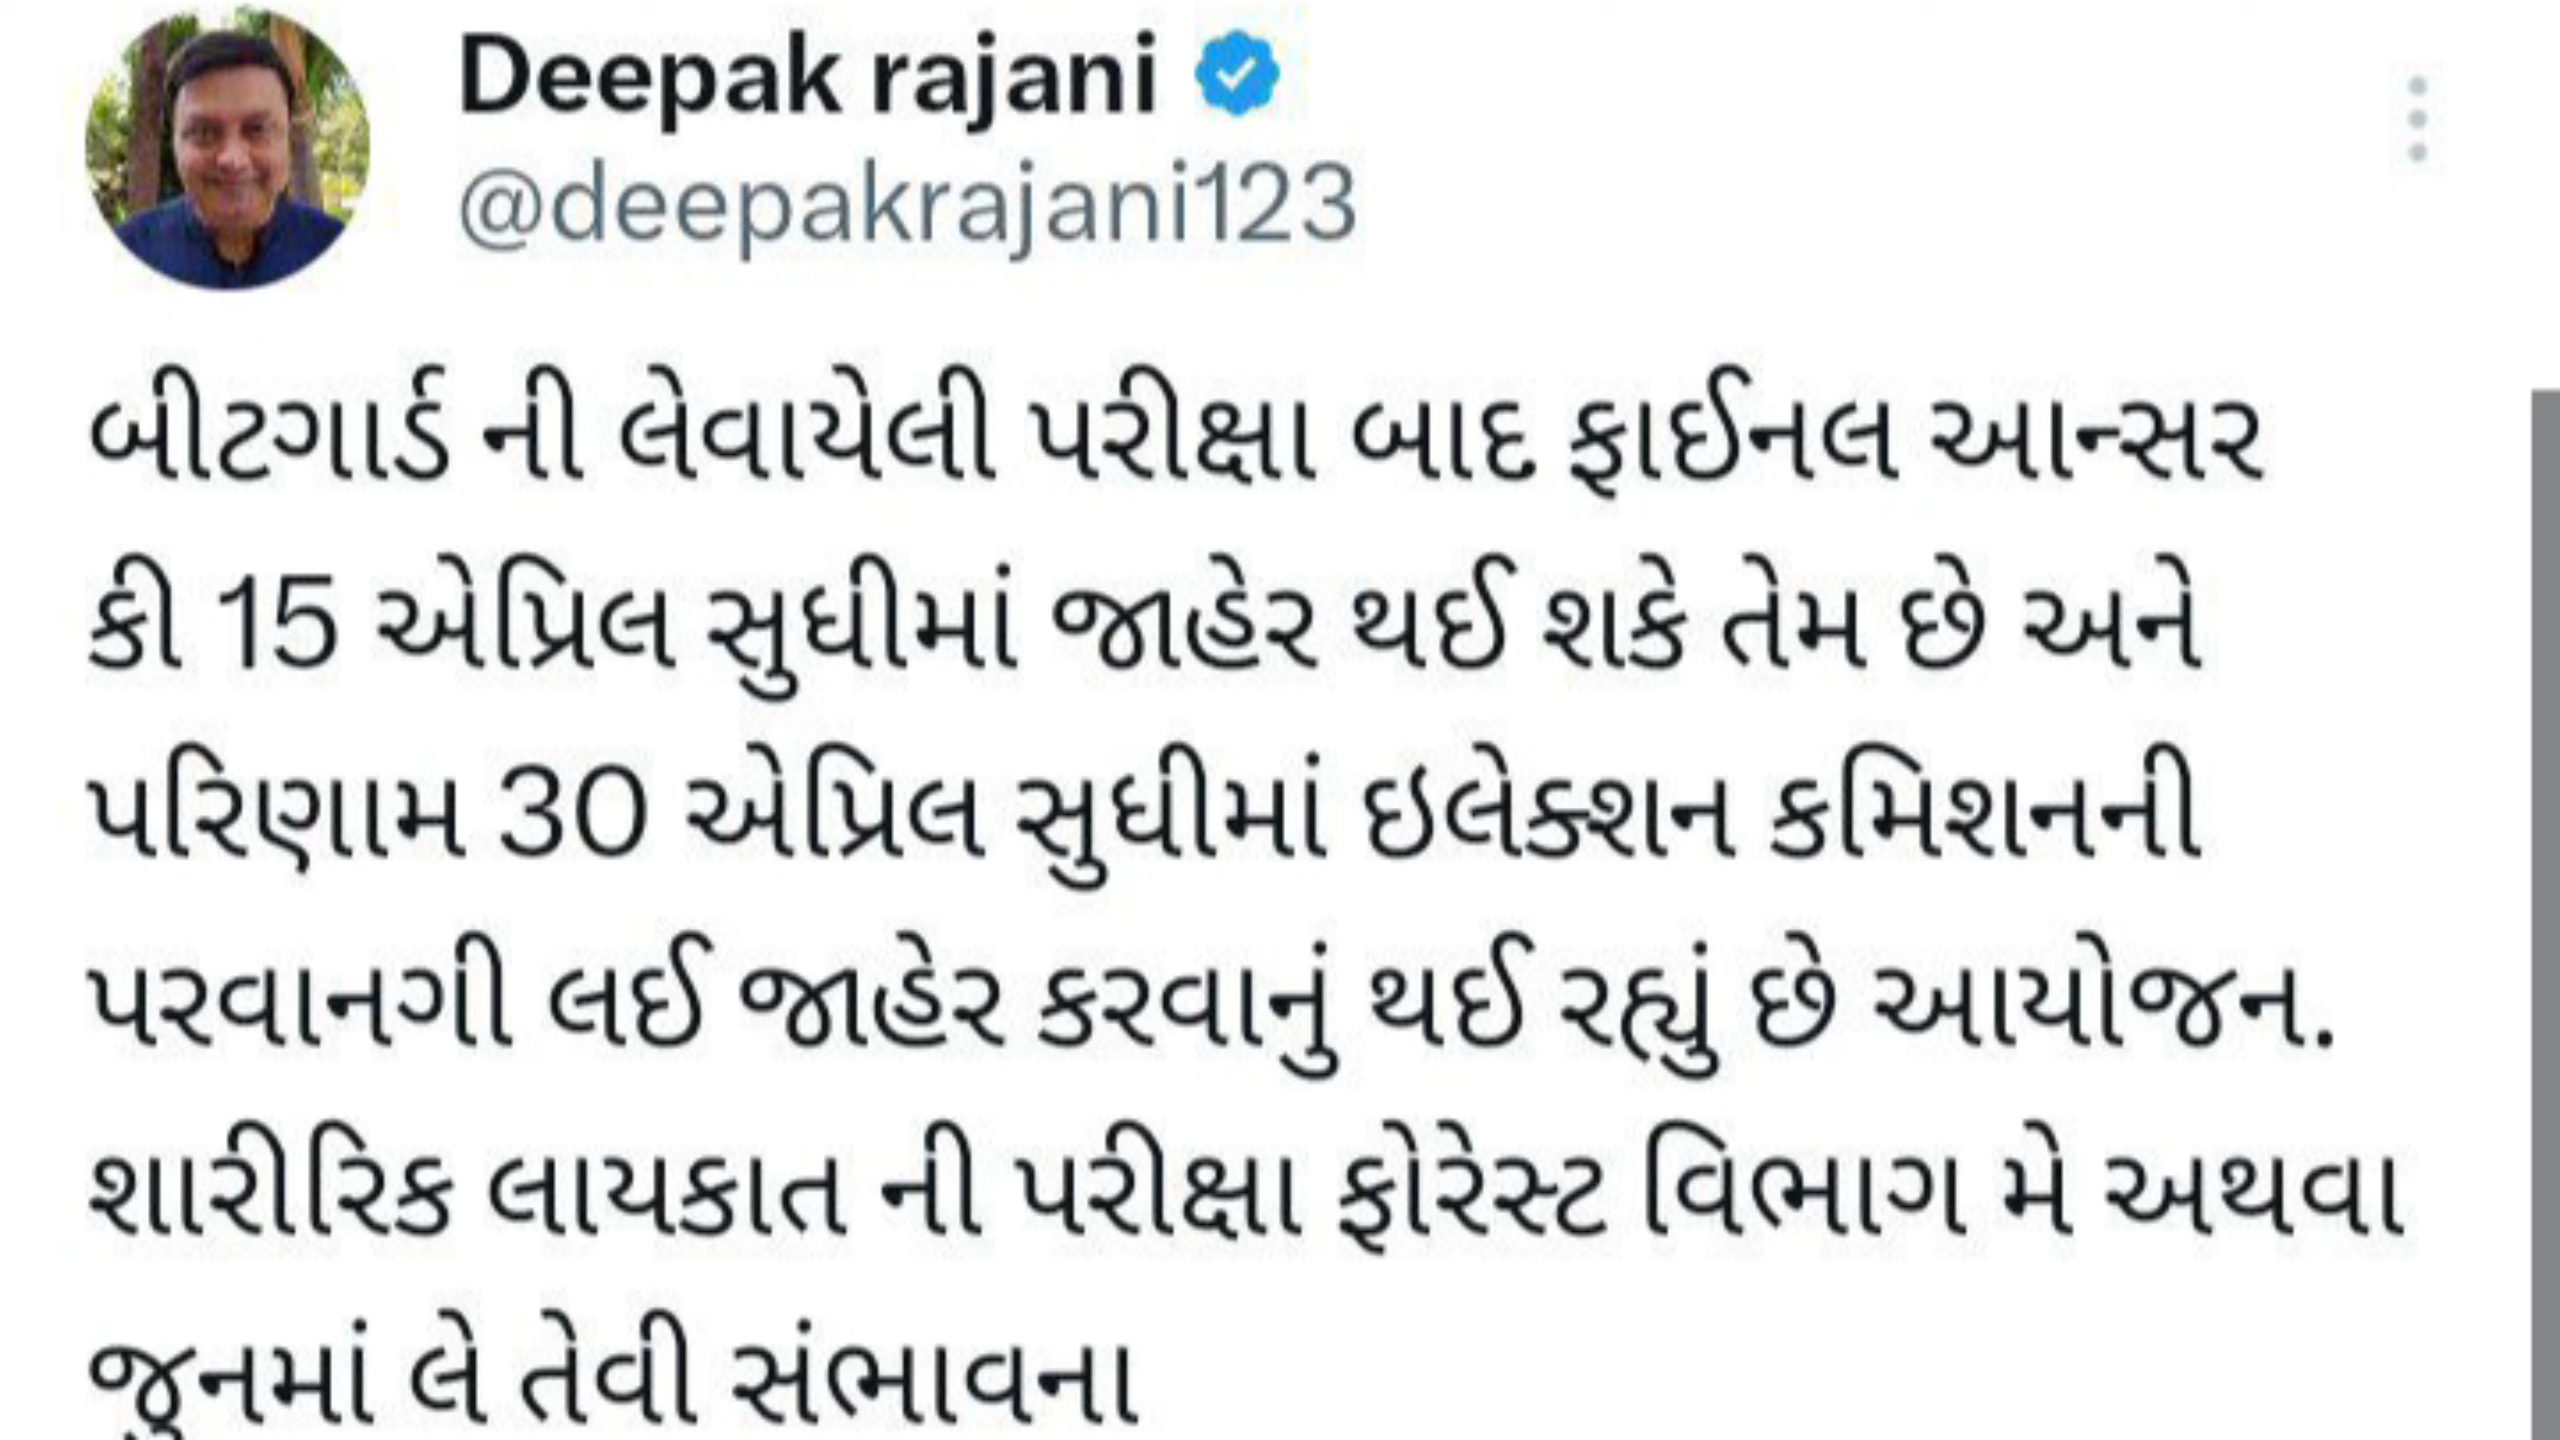 Deepak rajani
@deepakrajani123
બીટગાર્ડ ની લેવાયેલી પરીક્ષા બાદ ફાઈનલ આન્સર
કી 15 એપ્રિલ સુધીમાં જાહેર થઈ શકે તેમ છે અને
પરિણામ 30 એપ્રિલ સુધીમાં ઇલેક્શન કમિશનની
પરવાનગી લઈ જાહેર કરવાનું થઈ રહ્યું છે આયોજન.
શારીરિક લાયકાત ની પરીક્ષા ફોરેસ્ટ વિભાગ મે અથવા
જુનમાં લે તેવી સંભાવના